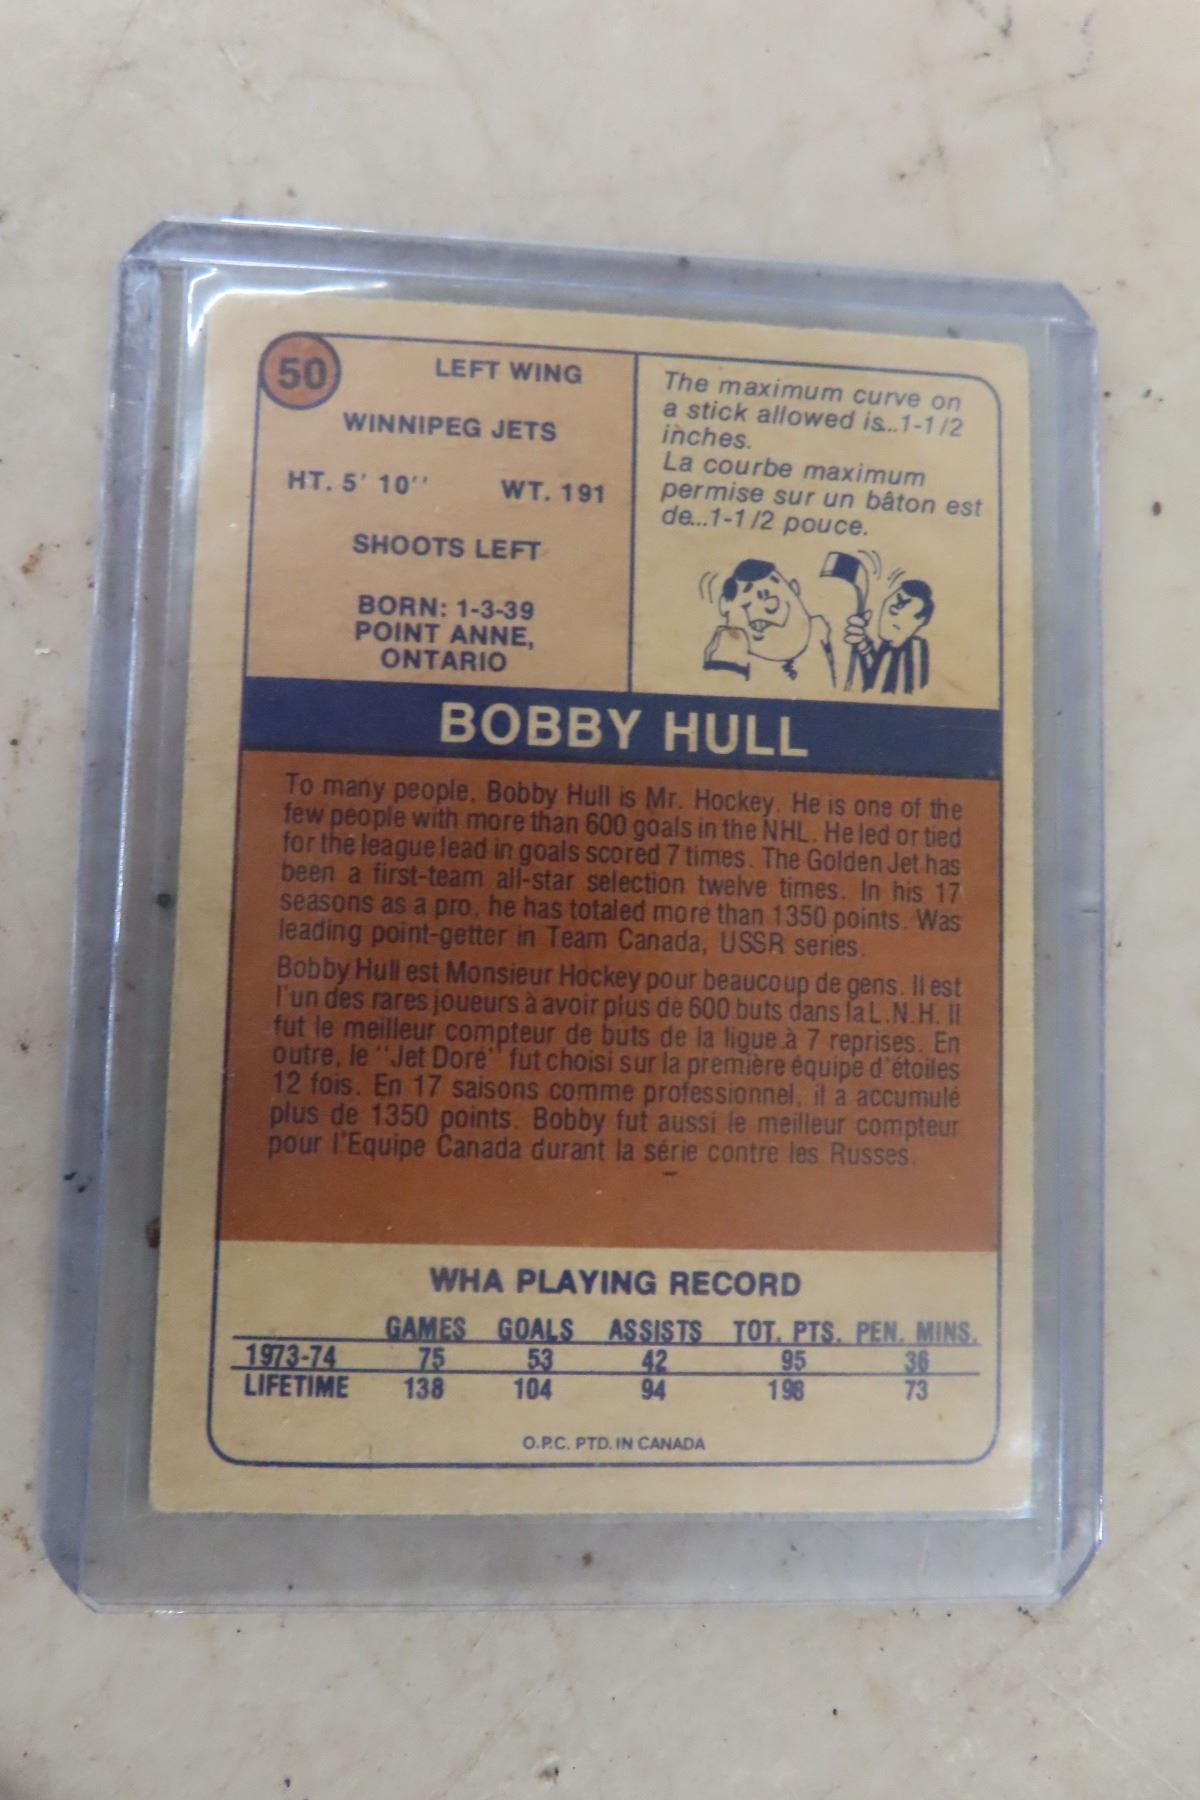 50
LEFT WING
WINNIPEG JETS
HT. 5' 10'' WT. 191
SHOOTS LEFT
BORN: 1-3-39
POINT ANNE,
ONTARIO
The maximum curve on
a stick allowed is...1-1/2
inches.
La courbe maximum
permise sur un bâton est
de...1-1/2 pouce.
BOBBY HULL
To many people, Bobby Hull is Mr. Hockey. He is one of the
few people with more than 600 goals in the NHL. He led or tied
for the league lead in goals scored 7 times. The Golden Jet has
been a first-team all-star selection twelve times. In his 17
seasons as a pro, he has totaled more than 1350 points. Was
leading point-getter in Team Canada, USSR series.
Bobby Hull est Monsieur Hockey pour beaucoup de gens. Il est
l'un des rares joueurs à avoir plus de 600 buts dans la L.N.H. Il
fut le meilleur compteur de buts de la ligue à 7 reprises. En
outre, le "Jet Doré" fut choisi sur la première équipe d'étoiles
12 fois. En 17 saisons comme professionnel, il a accumulé
plus de 1350 points. Bobby fut aussi le meilleur compteur
pour l'Equipe Canada durant la série contre les Russes.
WHA PLAYING RECORD
GAMES GOALS ASSISTS TOT. PTS. PEN. MINS.
1973-74 75 53 42 95 36
LIFETIME 138 104 94 198 73
O.P.C. PTD. IN CANADA